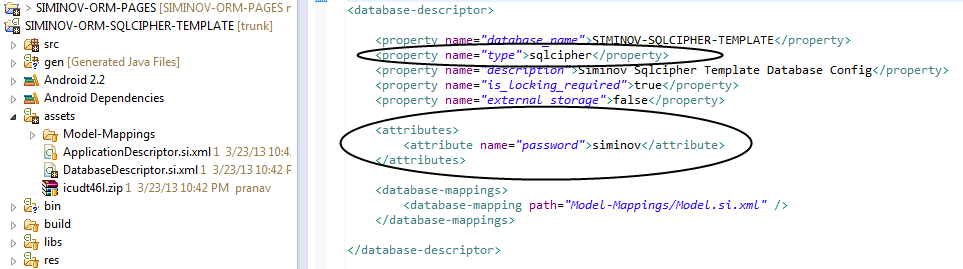 > SIMINOV-ORM-PAGES [SIMINOV-ORM-PAGES m
SIMINOV-ORM-SQLCIPHER-TEMPLATE [trunk]
src
gen [Generated Java Files]
Android 2.2
Android Dependencies
assets
Model-Mappings
ApplicationDescriptor.si.xml 1 3/23/13 10:42
DatabaseDescriptor.si.xml 1 3/23/13 10:42 P
icudt46l.zip 1 3/23/13 10:42 PM pranav
bin
build
libs
res
<database-descriptor>
<property name="database_name">SIMINOV-SQLCIPHER-TEMPLATE</property>
<property name="type">sqlcipher</property>
<property name="description">Siminov Sqlcipher Template Database Config</property>
<property name="is_locking_required">true</property>
<property name="external_storage">false</property>
<attributes>
<attribute name="password">siminov</attribute>
</attributes>
<database-mappings>
<database-mapping path="Model-Mappings/Model.si.xml" />
</database-mappings>
</database-descriptor>